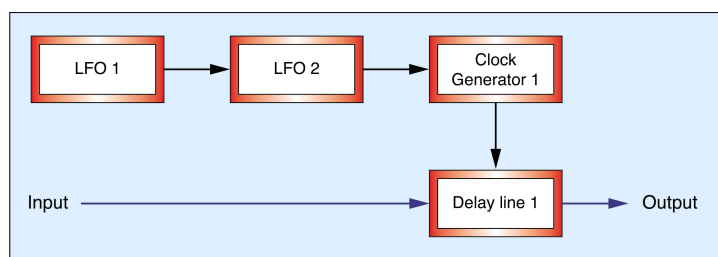 LFO 1
LFO 2
Clock
Generator 1
Input
Delay line 1
Output